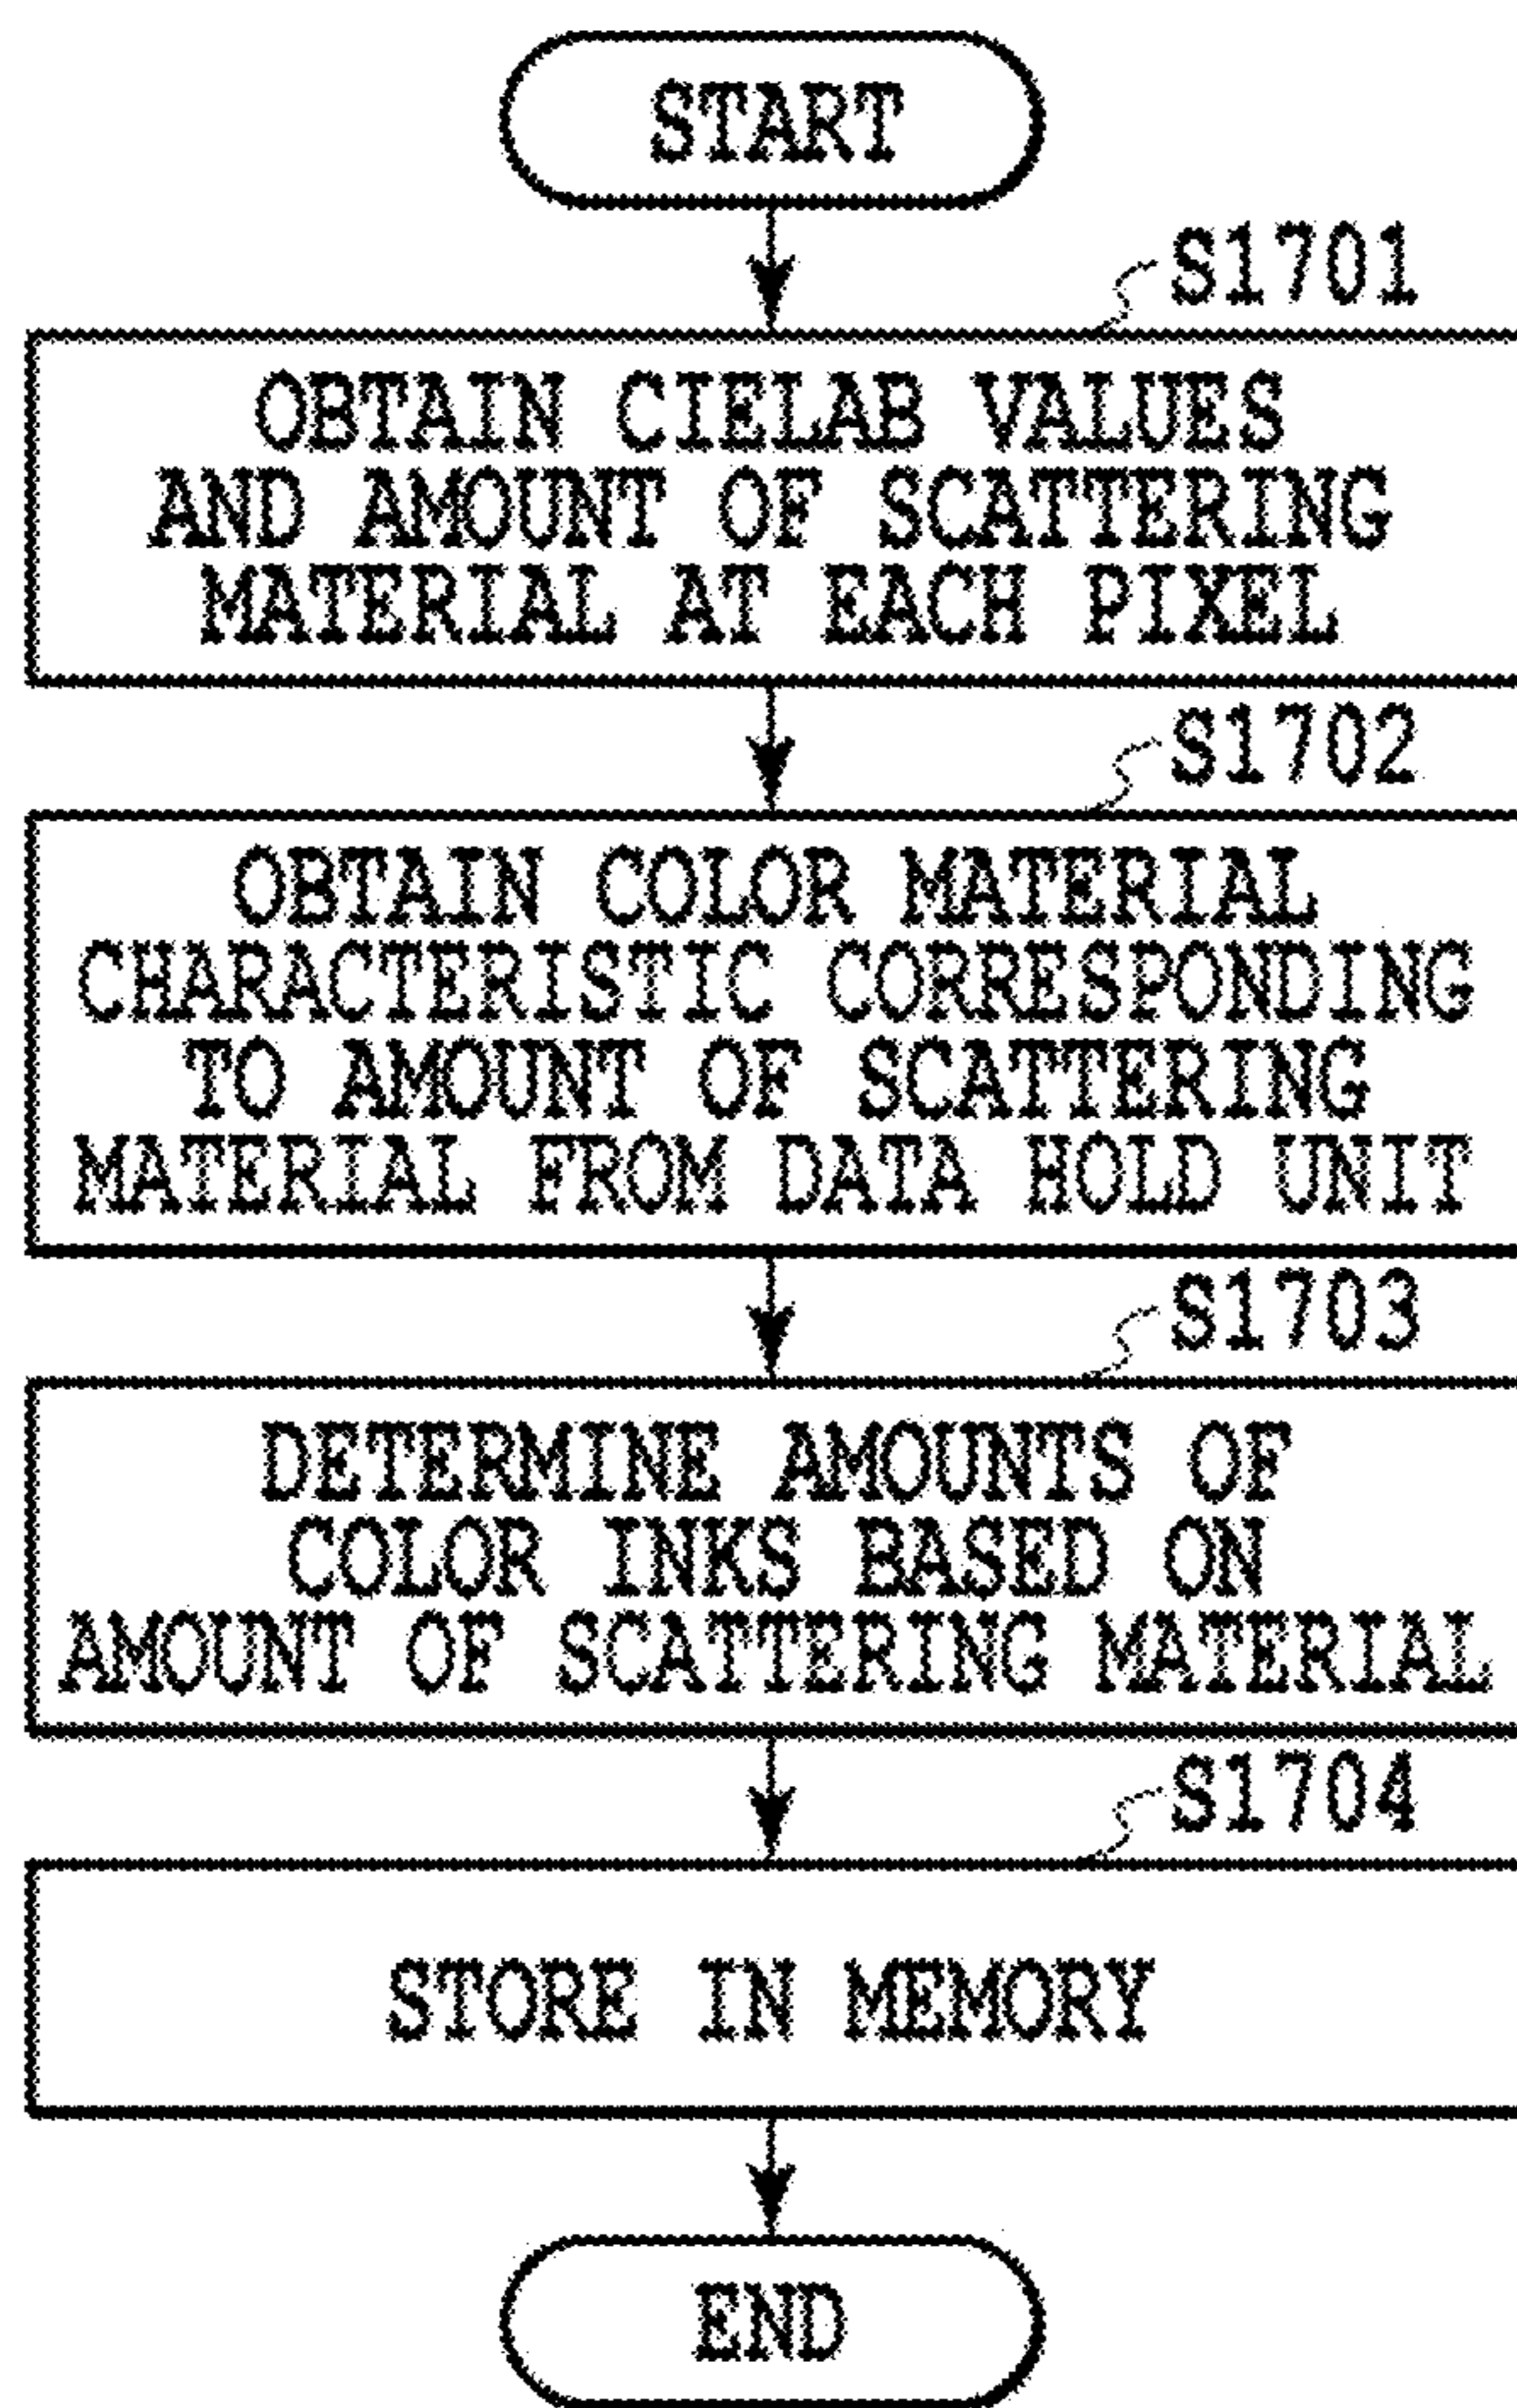 START
S1701
OBTAIN CIELAB VALUES
AND AMOUNT OF SCATTERING
MATERIAL AT EACH PIXEL
S1702
OBTAIN COLOR MATERIAL
CHARACTERISTIC CORRESPONDING
TO AMOUNT OF SCATTERING
MATERIAL FROM DATA HOLD UNIT
S1703
DETERMINE AMOUNTS OF
COLOR INKS BASED ON
AMOUNT OF SCATTERING MATERIAL
S1704
STORE IN MEMORY
END